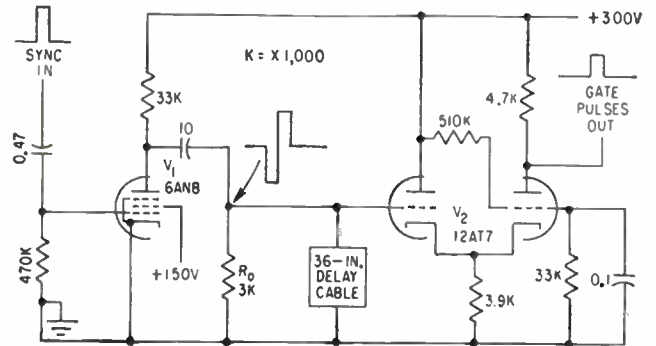 +300V
SYNC
IN
K = X 1,000
33K
4.7K
GATE
PULSES
OUT
510K
10
0.47
V1
6AN8
V2
12AT7
+150V
470K
R0
3K
36-IN.
DELAY
CABLE
3.9K
33K
0.1